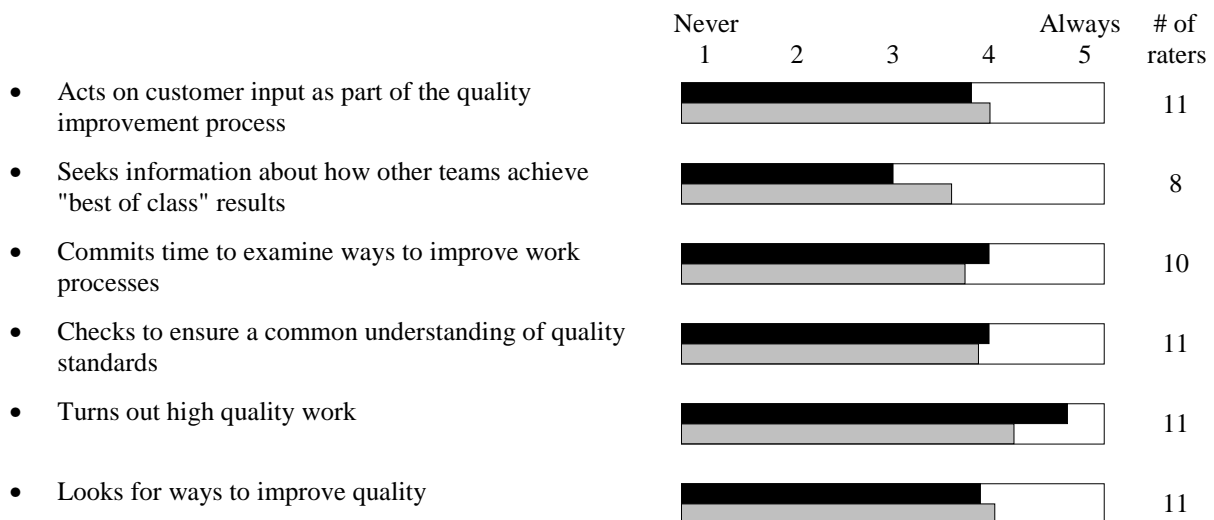 Never Always # of
1 2 3 4 5 raters
• Acts on customer input as part of the quality
improvement process
11
• Seeks information about how other teams achieve
"best of class" results
8
• Commits time to examine ways to improve work
processes
10
• Checks to ensure a common understanding of quality
standards
11
• Turns out high quality work
11
• Looks for ways to improve quality
11